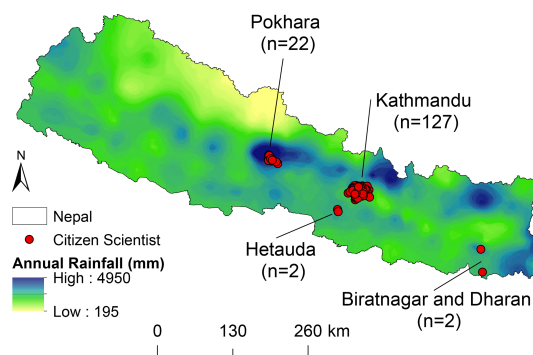 Pokhara
(n=22)
Kathmandu
(n=127)
N
Nepal
Citizen Scientist
Annual Rainfall (mm)
High : 4950
Low : 195
Hetauda
(n=2)
Biratnagar and Dharan
(n=2)
0 130 260 km